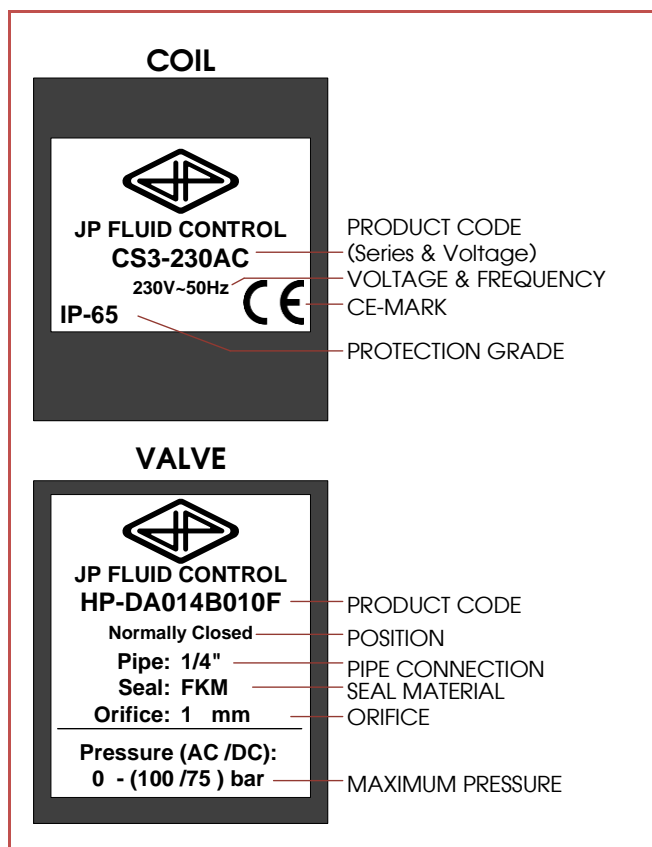 COIL
JP FLUID CONTROL
CS3-230AC
230V~50Hz
CE
IP-65
PRODUCT CODE
(Series & Voltage)
VOLTAGE & FREQUENCY
CE-MARK
PROTECTION GRADE
VALVE
JP FLUID CONTROL
HP-DA014B010F
Normally Closed
Pipe: 1/4"
Seal: FKM
Orifice: 1 mm
Pressure (AC /DC):
0 - (100 /75 ) bar
PRODUCT CODE
POSITION
PIPE CONNECTION
SEAL MATERIAL
ORIFICE
MAXIMUM PRESSURE